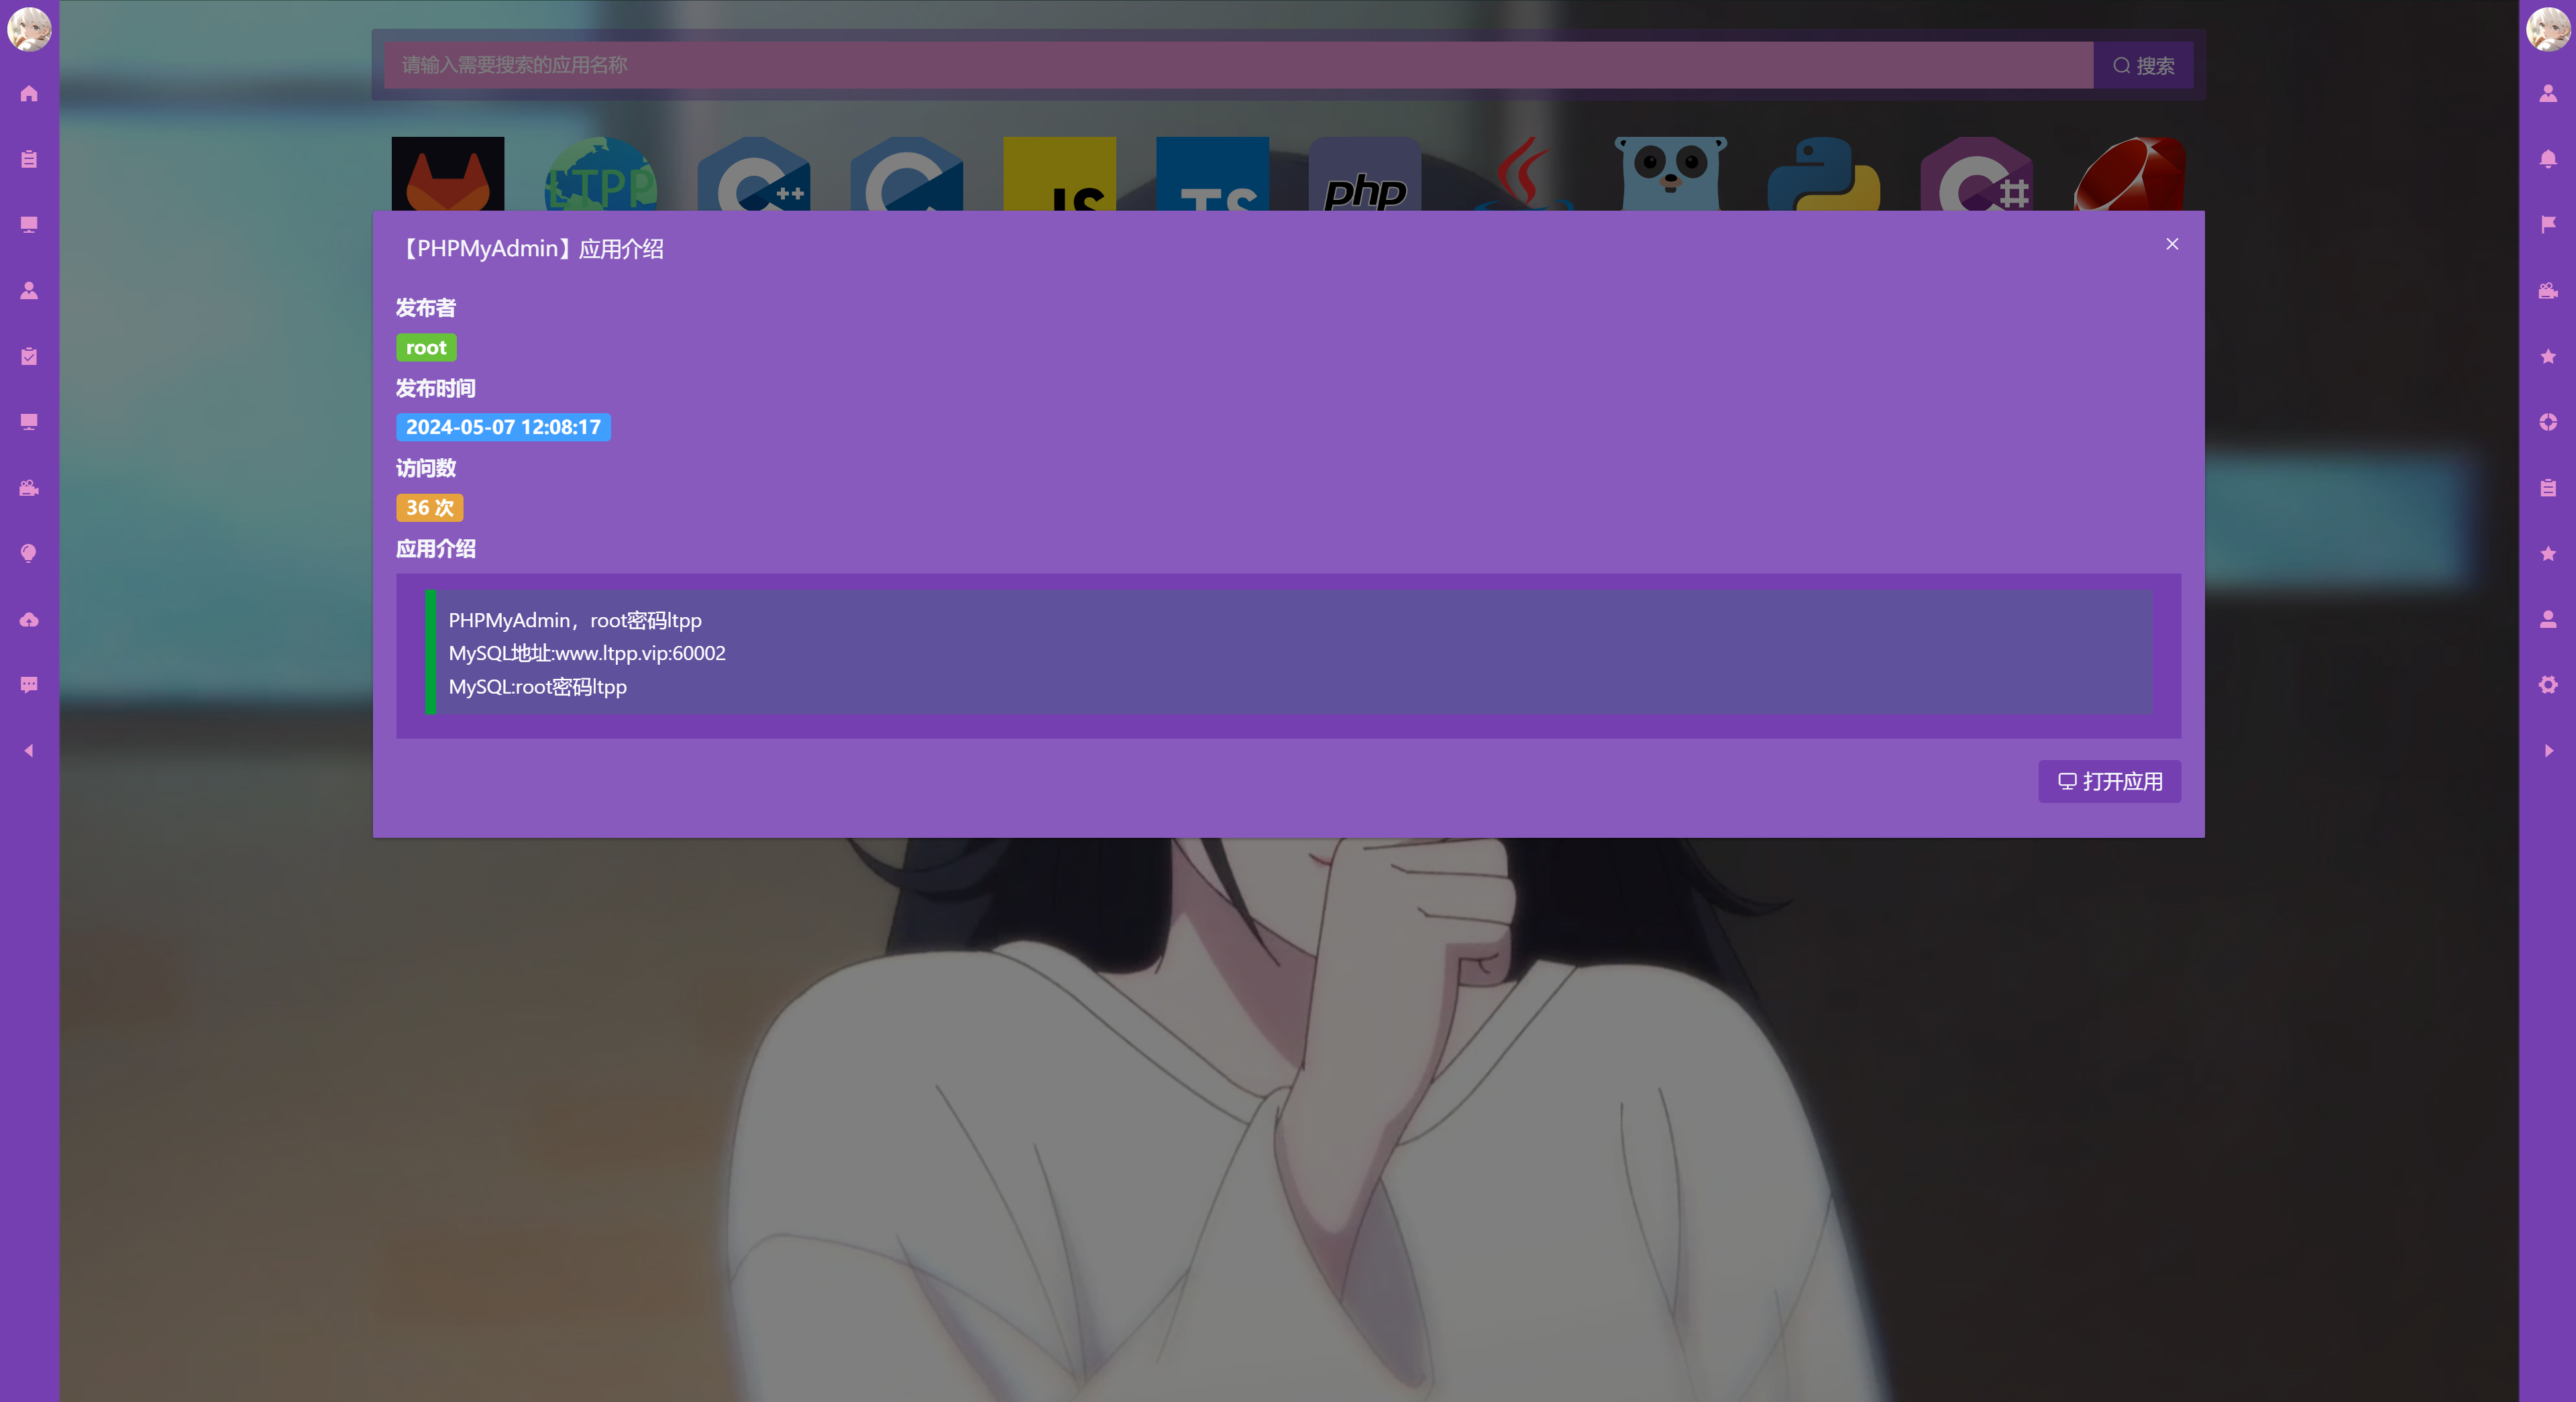 请输入需要搜索的应用名称
搜索
LTPP
++
JS
TS
php
【PHPMyAdmin】应用介绍
发布者
root
发布时间
2024-05-07 12:08:17
访问数
36 次
应用介绍
PHPMyAdmin，root密码ltpp
MySQL地址:www.ltpp.vip:60002
MySQL:root密码ltpp
打开应用